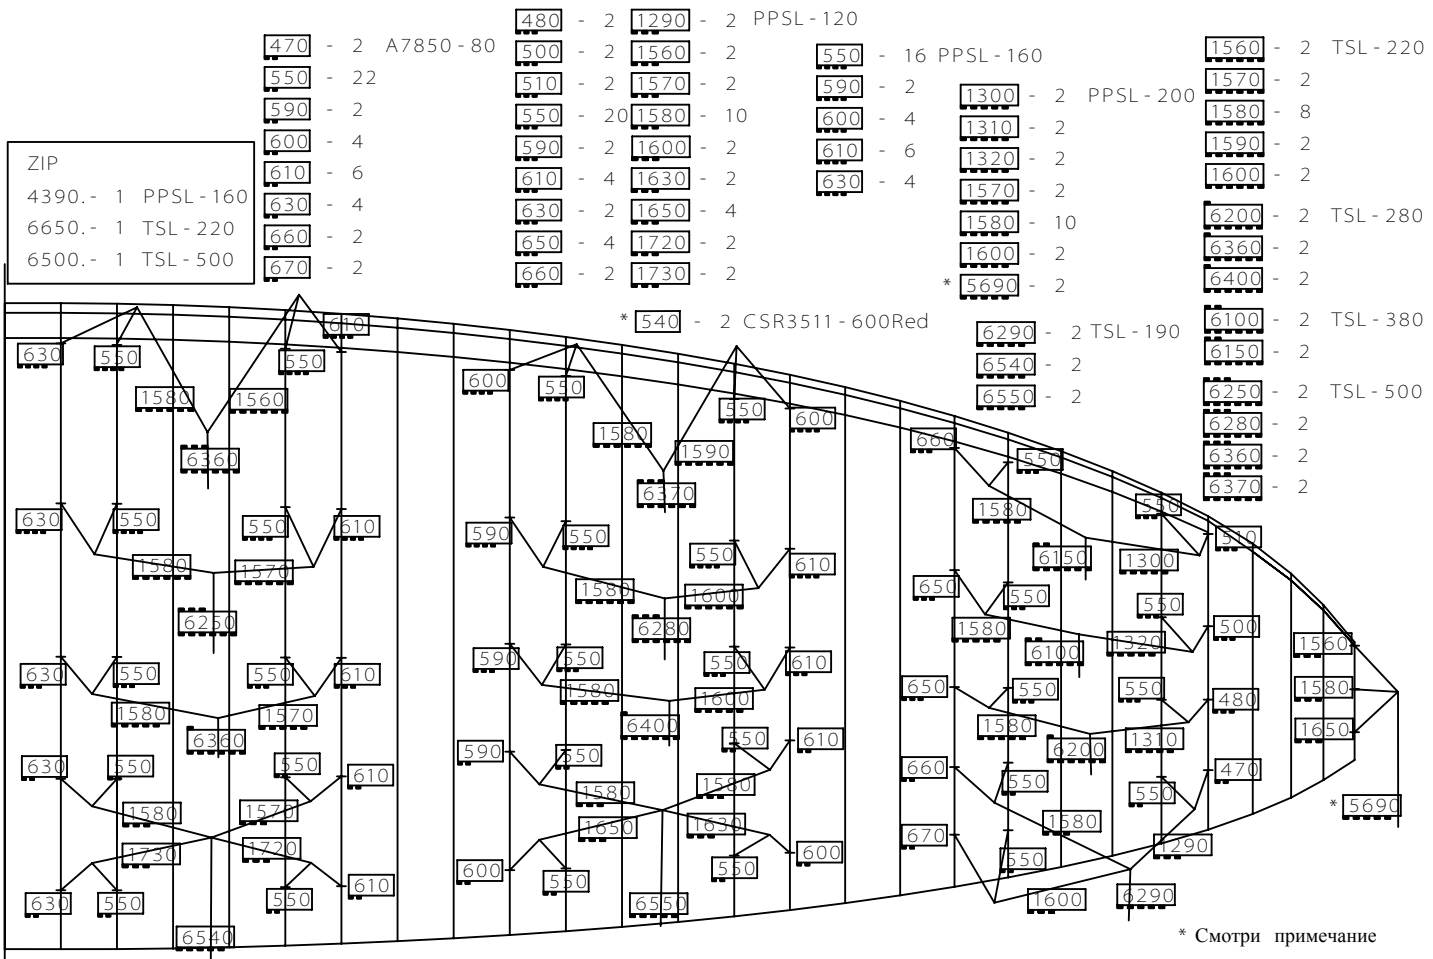 ZIP
4390.- 1 PPSL-160
6650.- 1 TSL-220
6500.- 1 TSL-500
470 - 2 A7850-80
550 - 22
590 - 2
600 - 4
610 - 6
630 - 4
660 - 2
670 - 2
480 - 2 1290 - 2 PPSL-120
500 - 2 1560 - 2
510 - 2 1570 - 2
550 - 20 1580 - 10
590 - 2 1600 - 2
610 - 4 1630 - 2
630 - 2 1650 - 4
650 - 4 1720 - 2
660 - 2 1730 - 2
* 540 - 2 CSR3511-600Red
550 - 16 PPSL-160
590 - 2
600 - 4
610 - 6
630 - 4
1300 - 2 PPSL-200
1310 - 2
1320 - 2
1570 - 2
1580 - 10
1600 - 2
* 5690 - 2
6290 - 2 TSL-190
6540 - 2
6550 - 2
1560 - 2 TSL-220
1570 - 2
1580 - 8
1590 - 2
1600 - 2
6200 - 2 TSL-280
6360 - 2
6400 - 2
6100 - 2 TSL-380
6150 - 2
6250 - 2 TSL-500
6280 - 2
6360 - 2
6370 - 2
630 550 550 610
1580 1560
6360
630 550 550 610
1580 1570
6250
630 550 550 610
1580 1570
6360
630 550 550 610
1580 1570
1730 1720
630 550 550 610
6540
600 550 550 600
1580 1590
6370
590 550 550 610
1580 1600
6280
590 550 550 610
1580 1600
6400
590 550 550 610
1580 1580
1650 1630
600 550 550 600
6550
660 550 550 510
1580 1300
6150
650 550 550 500
1580 1320
6100
650 550 550 480
1580 1310
6200
660 550 550 470
1580 1290
670 550
1600 6290
1560
1580
1650
* 5690
* Смотри примечание